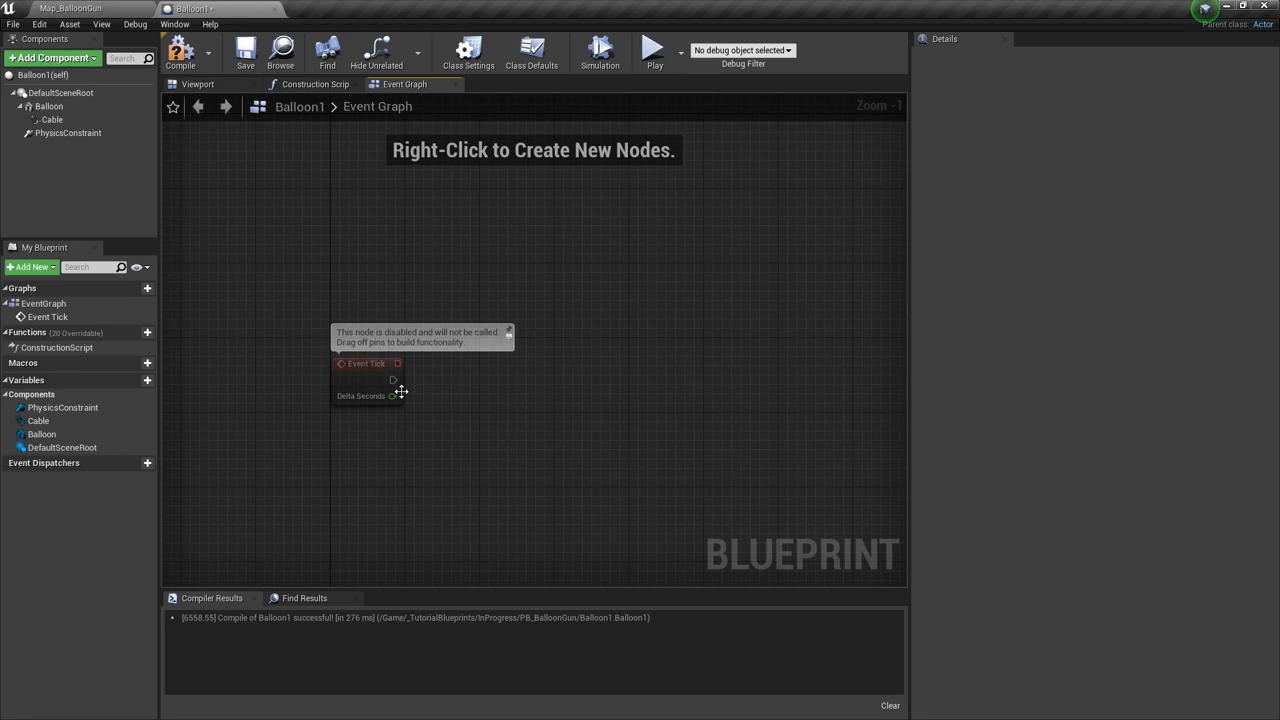 Map_BalloonGun
Balloon1•
File Edit Asset View Debug Window Help
Parent class: Actor
Components
+Add Component
Search
Balloon1(self)
DefaultSceneRoot
Balloon
Cable
PhysicsConstraint
Compile
Save
Browse
Find
Hide Unrelated
Class Settings
Class Defaults
Simulation
Play
No debug object selected
Debug Filter
Viewport
Construction Scrip
Event Graph
Balloon1 > Event Graph
Zoom -1
Right-Click to Create New Nodes.
This node is disabled and will not be called.
Drag off pins to build functionality.
Event Tick
Delta Seconds
BLUEPRINT
My Blueprint
+Add New
Search
Graphs
EventGraph
Event Tick
Functions (20 Overridable)
ConstructionScript
Macros
Variables
Components
PhysicsConstraint
Cable
Balloon
DefaultSceneRoot
Event Dispatchers
Compiler Results
Find Results
• [6558.55] Compile of Balloon1 successful! [in 276 ms] (/Game/_TutorialBlueprints/InProgress/PB_BalloonGun/Balloon1.Balloon1)
Clear
Details